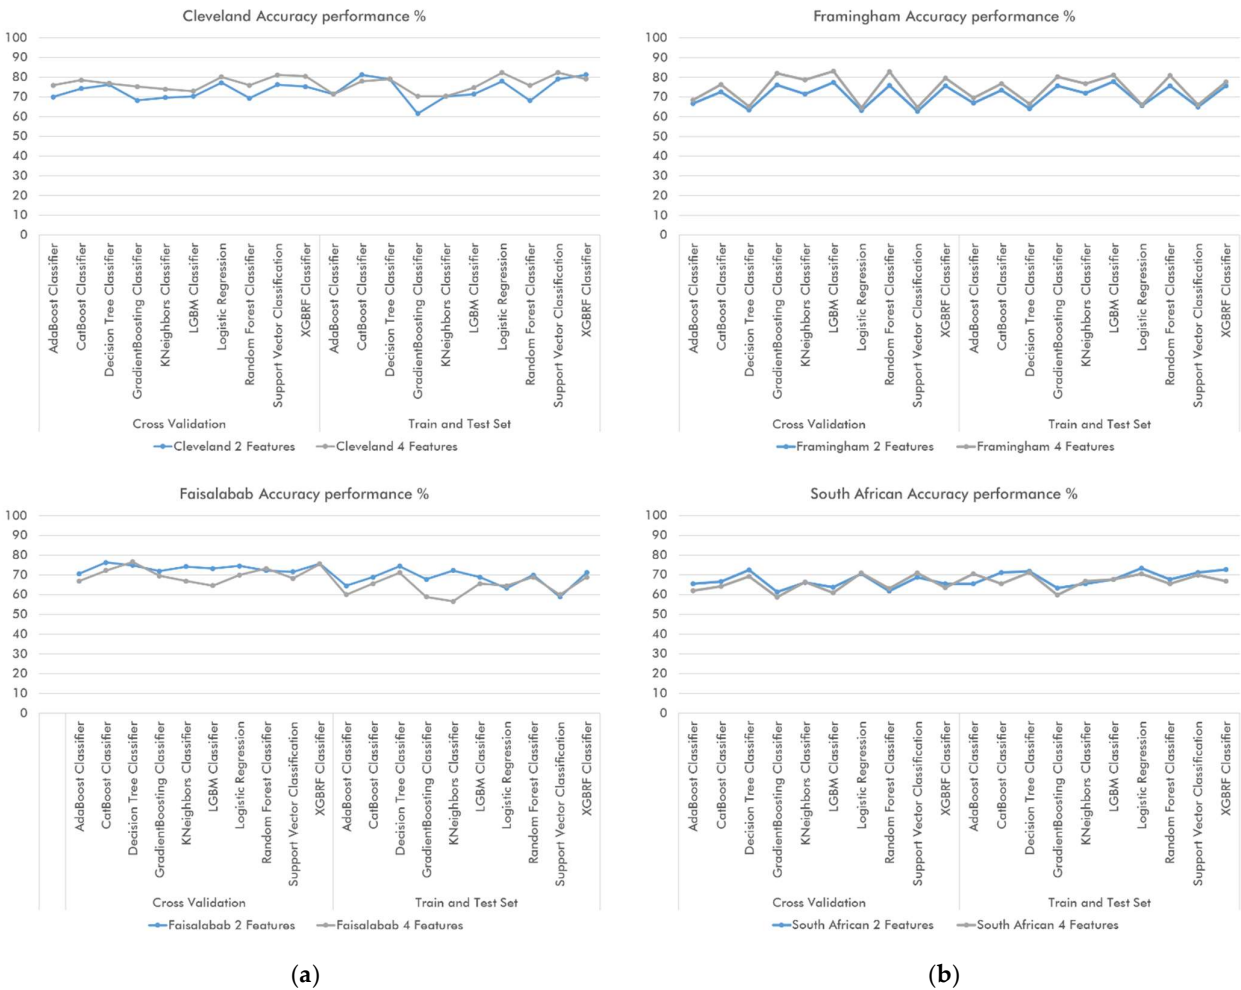 Cleveland Accuracy performance %
100
90
80
70
60
50
40
30
20
10
0
AdaBoost Classifier
CatBoost Classifier
Decision Tree Classifier
GradientBoosting Classifier
KNeighbors Classifier
LGBM Classifier
Logistic Regression
Random Forest Classifier
Support Vector Classification
XGBRF Classifier
AdaBoost Classifier
CatBoost Classifier
Decision Tree Classifier
GradientBoosting Classifier
KNeighbors Classifier
LGBM Classifier
Logistic Regression
Random Forest Classifier
Support Vector Classification
XGBRF Classifier
Cross Validation
Train and Test Set
Cleveland 2 Features
Cleveland 4 Features
Framingham Accuracy performance %
100
90
80
70
60
50
40
30
20
10
0
AdaBoost Classifier
CatBoost Classifier
Decision Tree Classifier
GradientBoosting Classifier
KNeighbors Classifier
LGBM Classifier
Logistic Regression
Random Forest Classifier
Support Vector Classification
XGBRF Classifier
AdaBoost Classifier
CatBoost Classifier
Decision Tree Classifier
GradientBoosting Classifier
KNeighbors Classifier
LGBM Classifier
Logistic Regression
Random Forest Classifier
Support Vector Classification
XGBRF Classifier
Cross Validation
Train and Test Set
Framingham 2 Features
Framingham 4 Features
Faisalabab Accuracy performance %
100
90
80
70
60
50
40
30
20
10
0
AdaBoost Classifier
CatBoost Classifier
Decision Tree Classifier
GradientBoosting Classifier
KNeighbors Classifier
LGBM Classifier
Logistic Regression
Random Forest Classifier
Support Vector Classification
XGBRF Classifier
AdaBoost Classifier
CatBoost Classifier
Decision Tree Classifier
GradientBoosting Classifier
KNeighbors Classifier
LGBM Classifier
Logistic Regression
Random Forest Classifier
Support Vector Classification
XGBRF Classifier
Cross Validation
Train and Test Set
Faisalabab 2 Features
Faisalabab 4 Features
South African Accuracy performance %
100
90
80
70
60
50
40
30
20
10
0
AdaBoost Classifier
CatBoost Classifier
Decision Tree Classifier
GradientBoosting Classifier
KNeighbors Classifier
LGBM Classifier
Logistic Regression
Random Forest Classifier
Support Vector Classification
XGBRF Classifier
AdaBoost Classifier
CatBoost Classifier
Decision Tree Classifier
GradientBoosting Classifier
KNeighbors Classifier
LGBM Classifier
Logistic Regression
Random Forest Classifier
Support Vector Classification
XGBRF Classifier
Cross Validation
Train and Test Set
South African 2 Features
South African 4 Features
(a)
(b)